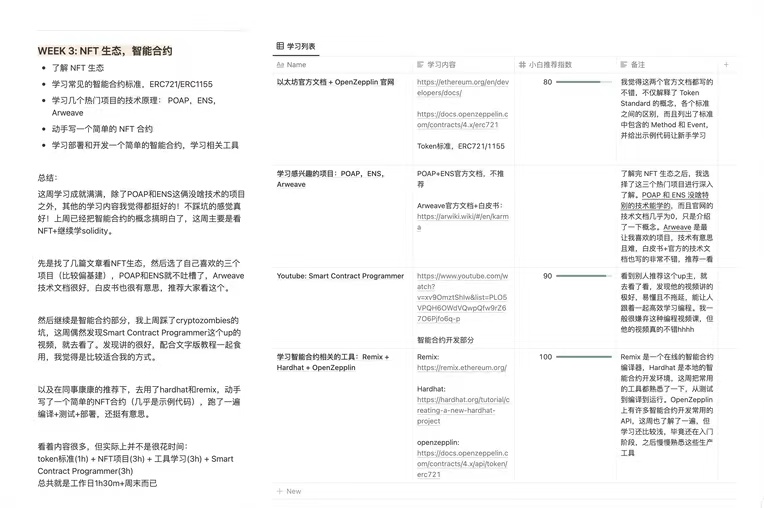 WEEK 3: NFT 生态，智能合约
了解 NFT 生态
学习常见的智能合约标准，ERC721/ERC1155
学习几个热门项目的技术原理： POAP，ENS，
Arweave
动手写一个简单的 NFT 合约
学习部署和开发一个简单的智能合约，学习相关工具
总结：
这周学习成就满满，除了POAP和ENS这俩没啥技术的项目
之外，其他的学习内容我觉得都挺好的！不踩坑的感觉真
好！上周已经把智能合约的概念搞明白了，这周主要是看
NFT+继续学solidity。
先是找了几篇文章看NFT生态，然后选了自己喜欢的三个
项目（比较偏基建），POAP和ENS就不吐槽了，Arweave
技术文档很好，白皮书也很有意思，推荐大家看这个。
然后继续是智能合约部分，我上周踩了cryptozombies的
坑，这周偶然发现Smart Contract Programmer这个up的
视频，就去看了。发现讲的很好，配合文字版教程一起食
用，我觉得是比较适合我的方式。
以及在同事康康的推荐下，去用了hardhat和remix，动手
写了一个简单的NFT合约（几乎是示例代码），跑了一遍
编译+测试+部署，还挺有意思。
看着内容很多，但实际上并不是很花时间：
token标准(1h) + NFT项目(3h) + 工具学习(3h) + Smart
Contract Programmer(3h)
总共就是工作日1h30m+周末而已
学习列表
Aa Name
学习内容
小白推荐指数
备注
以太坊官方文档 + OpenZepplin 官网
https://ethereum.org/en/dev
elopers/docs/
https://docs.openzeppelin.c
om/contracts/4.x/erc721
Token标准，ERC721/1155
80
我觉得这两个官方文档都写的
不错，不仅解释了 Token
Standard 的概念，各个标准
之间的区别，而且列出了标准
中包含的 Method 和 Event，
并给出示例代码让新手学习
学习感兴趣的项目：POAP，ENS，
Arweave
POAP+ENS官方文档，不推
荐
Arweave官方文档+白皮书：
https://arwiki.wiki/#/en/karm
a
了解完 NFT 生态之后，我选
择了这三个热门项目进行深入
了解。POAP 和 ENS 没啥特
别的技术能学的，而且官网的
技术文档几乎为0，只是介绍
了一下概念。Arweave 是最
让我喜欢的项目，技术有意思
且难，白皮书+官方的技术文
档也写的非常不错，推荐一看
Youtube: Smart Contract Programmer
https://www.youtube.com/w
atch?
v=xv9OmztShIw&list=PLO5
VPQH6OWdVQwpQfw9rZ6
7O6Pjfo6q-p
智能合约开发部分
90
看到别人推荐这个up主，就
去看了看，发现他的视频讲的
极好，易懂且不拖延，能让人
跟着一起高效学习编程。我一
般很嫌弃这种编程视频课，但
他的视频真的不错hhhh
学习智能合约相关的工具：Remix +
Hardhat + OpenZepplin
Remix:
https://remix.ethereum.org/
Hardhat:
https://hardhat.org/tutorial/c
reating-a-new-hardhat-
project
openzepplin:
https://docs.openzeppelin.c
om/contracts/4.x/api/token/
erc721
100
Remix 是一个在线的智能合约
编译器，Hardhat 是本地的智
能合约开发环境，这周把常用
的工具都熟悉了一下，从测试
到编译到运行。OpenZepplin
上有许多智能合约开发常用的
API，这周也了解了一遍，但
学习还比较浅，毕竟还在入门
阶段，之后慢慢熟悉这些生产
工具
+ New